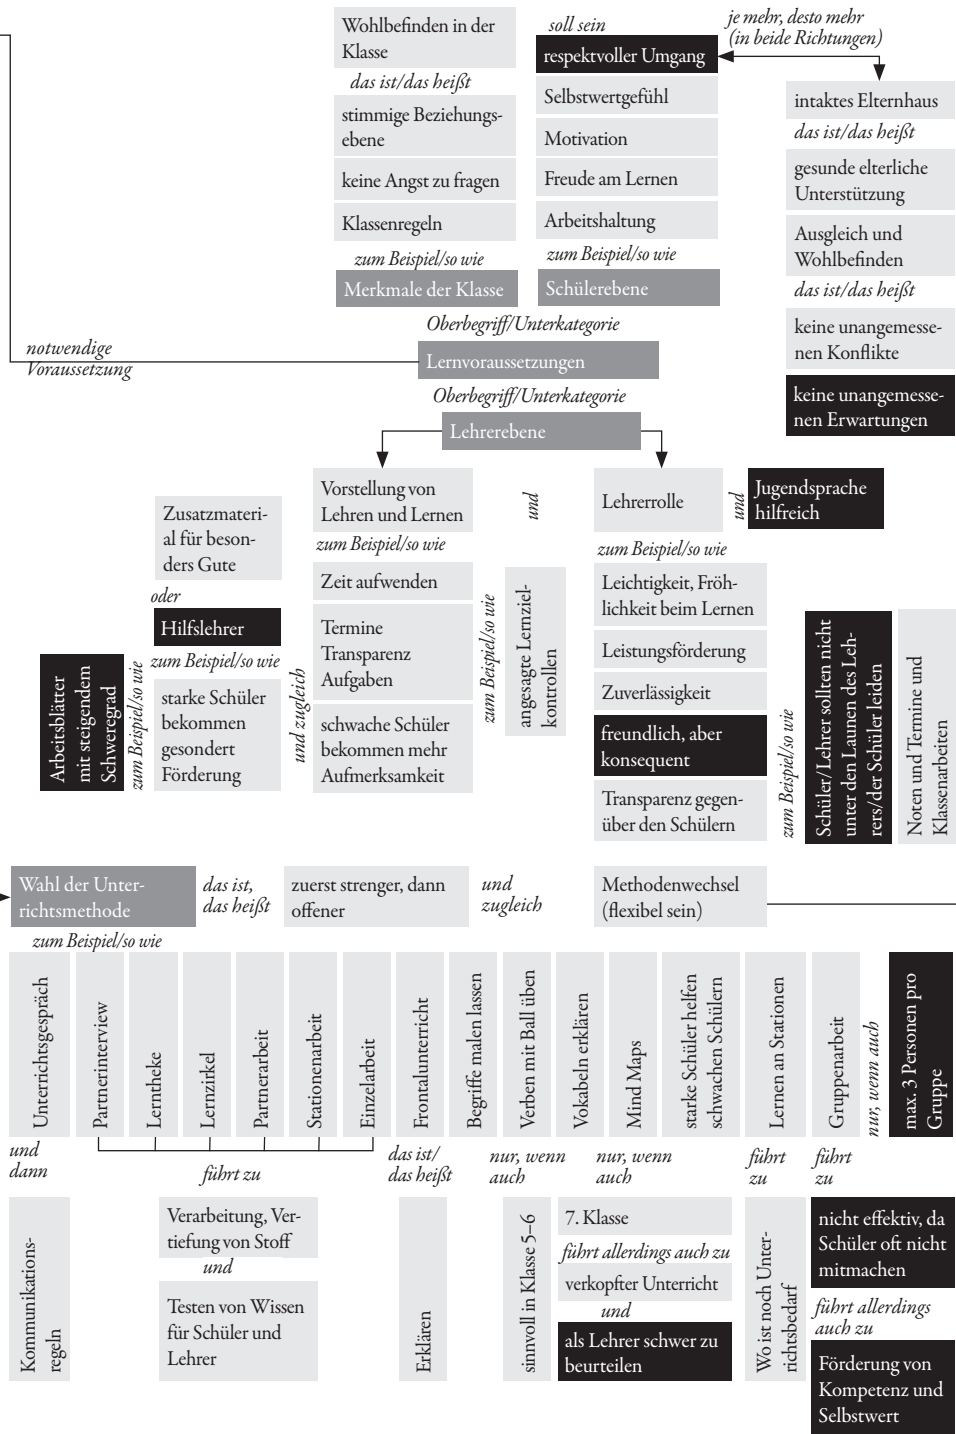 Wohlbefinden in der
Klasse
das ist/das heißt
stimmige Beziehungs-
ebene
keine Angst zu fragen
Klassenregeln
zum Beispiel/so wie
Merkmale der Klasse
soll sein
respektvoller Umgang
Selbstwertgefühl
Motivation
Freude am Lernen
Arbeitshaltung
zum Beispiel/so wie
Schülerebene
je mehr, desto mehr
(in beide Richtungen)
intaktes Elternhaus
das ist/das heißt
gesunde elterliche
Unterstützung
Ausgleich und
Wohlbefinden
das ist/das heißt
keine unangemesse-
nen Konflikte
keine unangemesse-
nen Erwartungen
Oberbegriff/Unterkategorie
notwendige
Voraussetzung
Lernvoraussetzungen
Oberbegriff/Unterkategorie
Lehrerebene
Arbeitsblätter
mit steigendem
Schweregrad
zum Beispiel/so wie
Zusatzmateri-
al für beson-
ders Gute
oder
Hilfslehrer
zum Beispiel/so wie
starke Schüler
bekommen
gesondert
Förderung
und zugleich
Vorstellung von
Lehren und Lernen
zum Beispiel/so wie
Zeit aufwenden
Termine
Transparenz
Aufgaben
schwache Schüler
bekommen mehr
Aufmerksamkeit
zum Beispiel/so wie
angesagte Lernziel-
kontrollen
und
Lehrerrolle
und
Jugendsprache
hilfreich
zum Beispiel/so wie
Leichtigkeit, Fröh-
lichkeit beim Lernen
Leistungsförderung
Zuverlässigkeit
freundlich, aber
konsequent
Transparenz gegen-
über den Schülern
zum Beispiel/so wie
Schüler/Lehrer sollten nicht
unter den Launen des Leh-
rers/der Schüler leiden
Noten und Termine und
Klassenarbeiten
Wahl der Unter-
richtsmethode
das ist,
das heißt
zuerst strenger, dann
offener
und
zugleich
Methodenwechsel
(flexibel sein)
zum Beispiel/so wie
Unterrichtsgespräch
Partnerinterview
Lerntheke
Lernzirkel
Partnerarbeit
Stationenarbeit
Einzelarbeit
Frontalunterricht
Begriffe malen lassen
Verben mit Ball üben
Vokabeln erklären
Mind Maps
starke Schüler helfen
schwachen Schülern
Lernen an Stationen
Gruppenarbeit
nur, wenn auch
max. 3 Personen pro
Gruppe
und
dann
Kommunikations-
regeln
führt zu
Verarbeitung, Ver-
tiefung von Stoff
und
Testen von Wissen
für Schüler und
Lehrer
das ist/
das heißt
Erklären
nur, wenn
auch
sinnvoll in Klasse 5–6
nur, wenn
auch
7. Klasse
führt allerdings auch zu
verkopfter Unterricht
und
als Lehrer schwer zu
beurteilen
führt
zu
Wo ist noch Unter-
richtsbedarf
führt
zu
nicht effektiv, da
Schüler oft nicht
mitmachen
führt allerdings
auch zu
Förderung von
Kompetenz und
Selbstwert